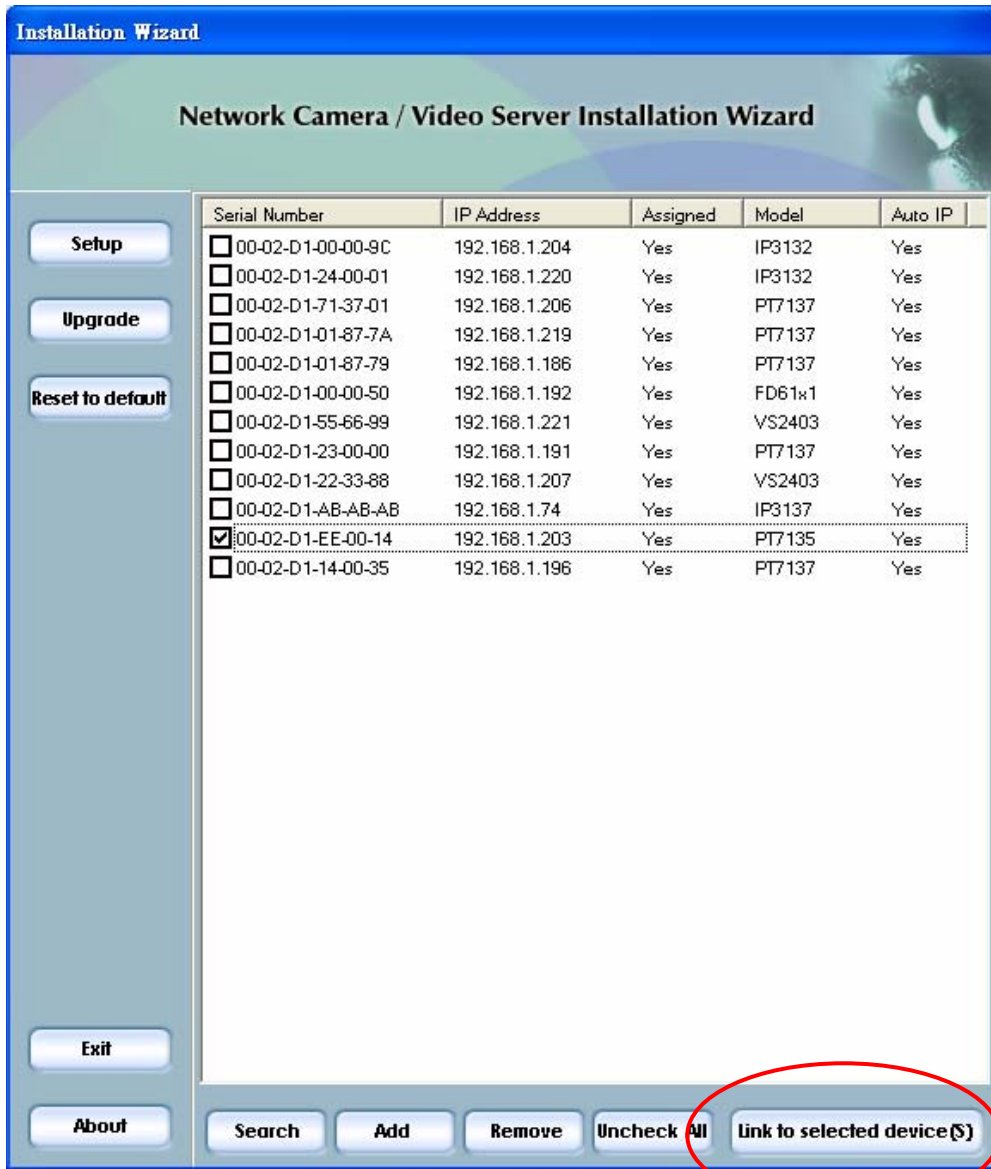 Installation Wizard
Network Camera / Video Server Installation Wizard
Serial Number IP Address Assigned Model Auto IP
00-02-D1-00-00-9C 192.168.1.204 Yes IP3132 Yes
00-02-D1-24-00-01 192.168.1.220 Yes IP3132 Yes
00-02-D1-71-37-01 192.168.1.206 Yes PT7137 Yes
00-02-D1-01-87-7A 192.168.1.219 Yes PT7137 Yes
00-02-D1-01-87-79 192.168.1.186 Yes PT7137 Yes
00-02-D1-00-00-50 192.168.1.192 Yes FD61x1 Yes
00-02-D1-55-66-99 192.168.1.221 Yes VS2403 Yes
00-02-D1-23-00-00 192.168.1.191 Yes PT7137 Yes
00-02-D1-22-33-88 192.168.1.207 Yes VS2403 Yes
00-02-D1-AB-AB-AB 192.168.1.74 Yes IP3137 Yes
00-02-D1-EE-00-14 192.168.1.203 Yes PT7135 Yes
00-02-D1-14-00-35 192.168.1.196 Yes PT7137 Yes
Setup
Upgrade
Reset to default
Exit
About
Search Add Remove Uncheck All Link to selected device(S)